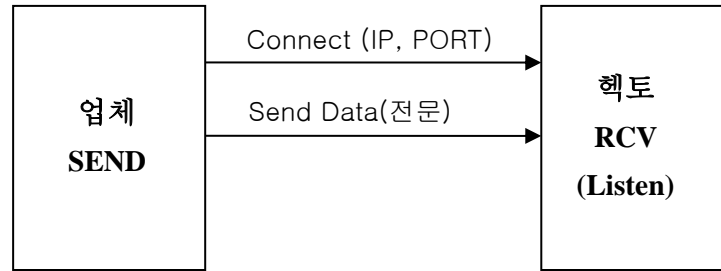 Connect (IP, PORT)
업체
SEND
Send Data(전문)
헥토
RCV
(Listen)